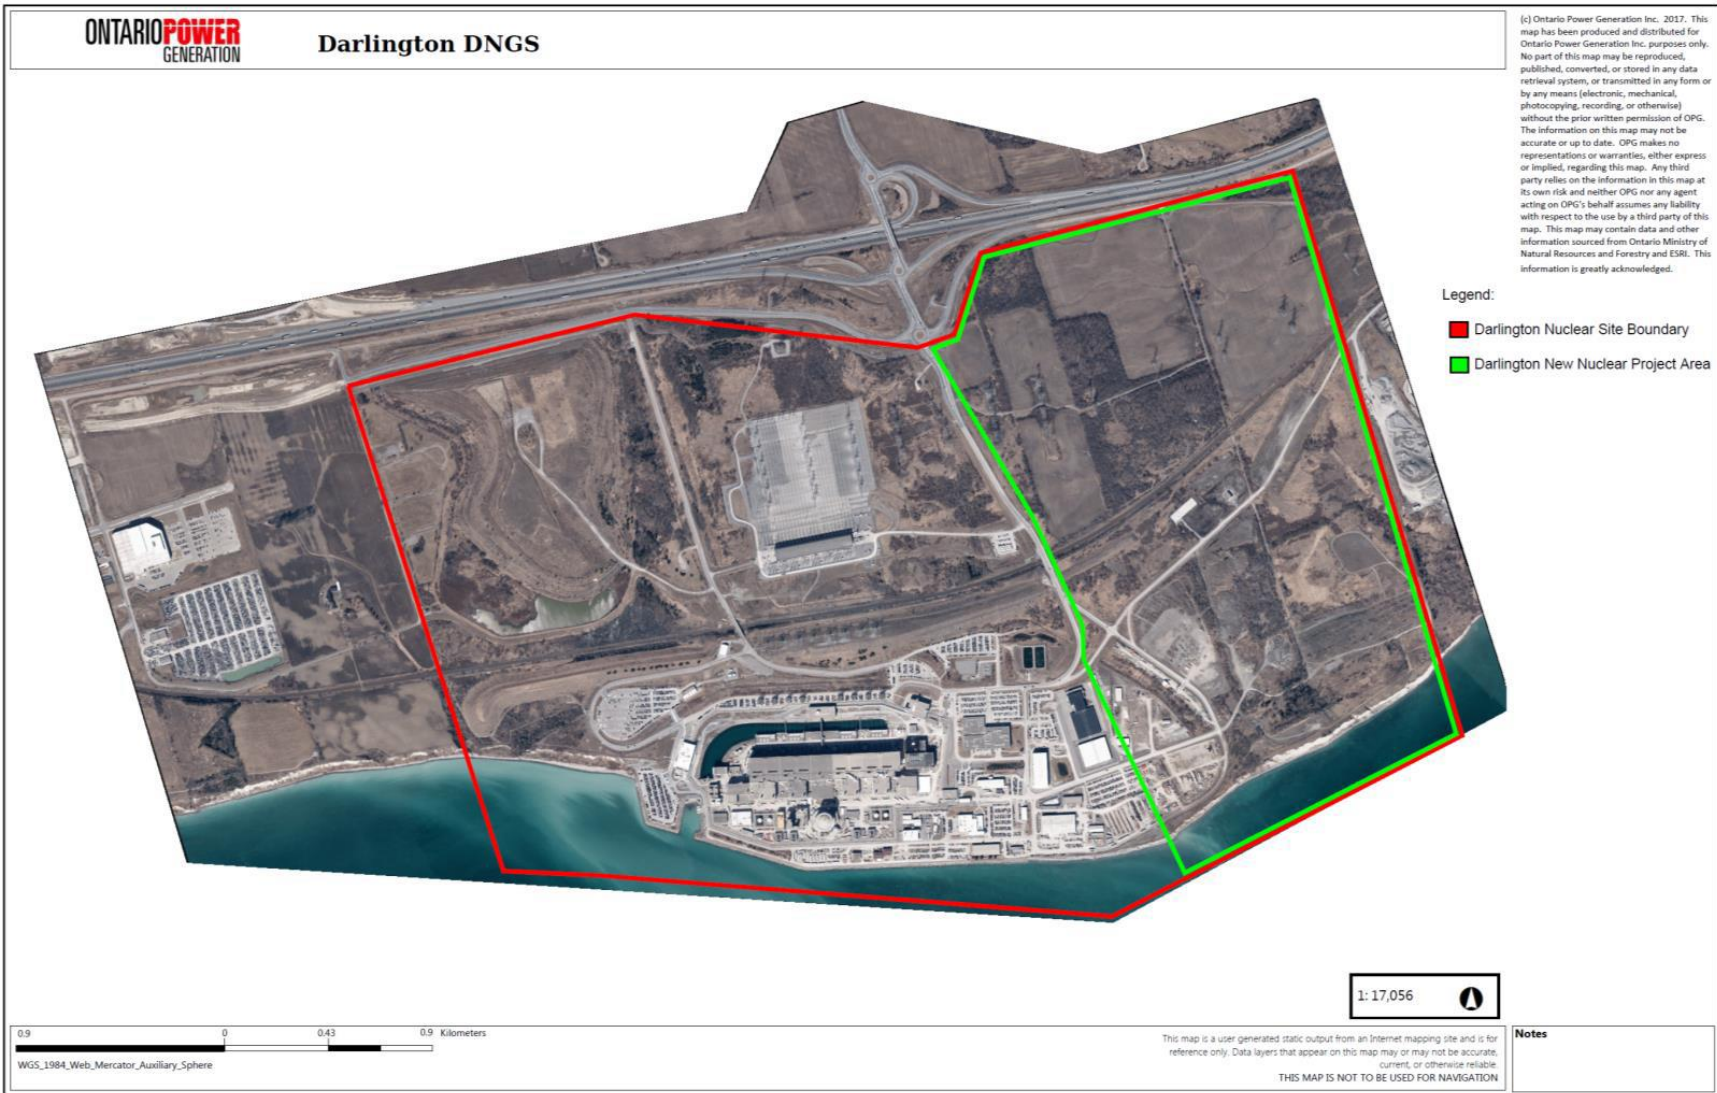 ONTARIOPOWER
GENERATION
Darlington DNGS
(c) Ontario Power Generation Inc. 2017. This
map has been produced and distributed for
Ontario Power Generation Inc. purposes only.
No part of this map may be reproduced,
published, converted, or stored in any data
retrieval system, or transmitted in any form or
by any means (electronic, mechanical,
photocopying, recording, or otherwise)
without the prior written permission of OPG.
The information on this map may not be
accurate or up to date. OPG makes no
representations or warranties, either express
or implied, regarding this map. Any third
party relies on the information in this map at
its own risk and neither OPG nor any agent
acting on OPG's behalf assumes any liability
with respect to the use by a third party of this
map. This map may contain data and other
information sourced from Ontario Ministry of
Natural Resources and Forestry and ESRI. This
information is greatly acknowledged.
Legend:
Darlington Nuclear Site Boundary
Darlington New Nuclear Project Area
1: 17,056
0.9 0 0.43 0.9 Kilometers
WGS_1984_Web_Mercator_Auxiliary_Sphere
This map is a user generated static output from an Internet mapping site and is for
reference only. Data layers that appear on this map may or may not be accurate,
current, or otherwise reliable.
THIS MAP IS NOT TO BE USED FOR NAVIGATION
Notes